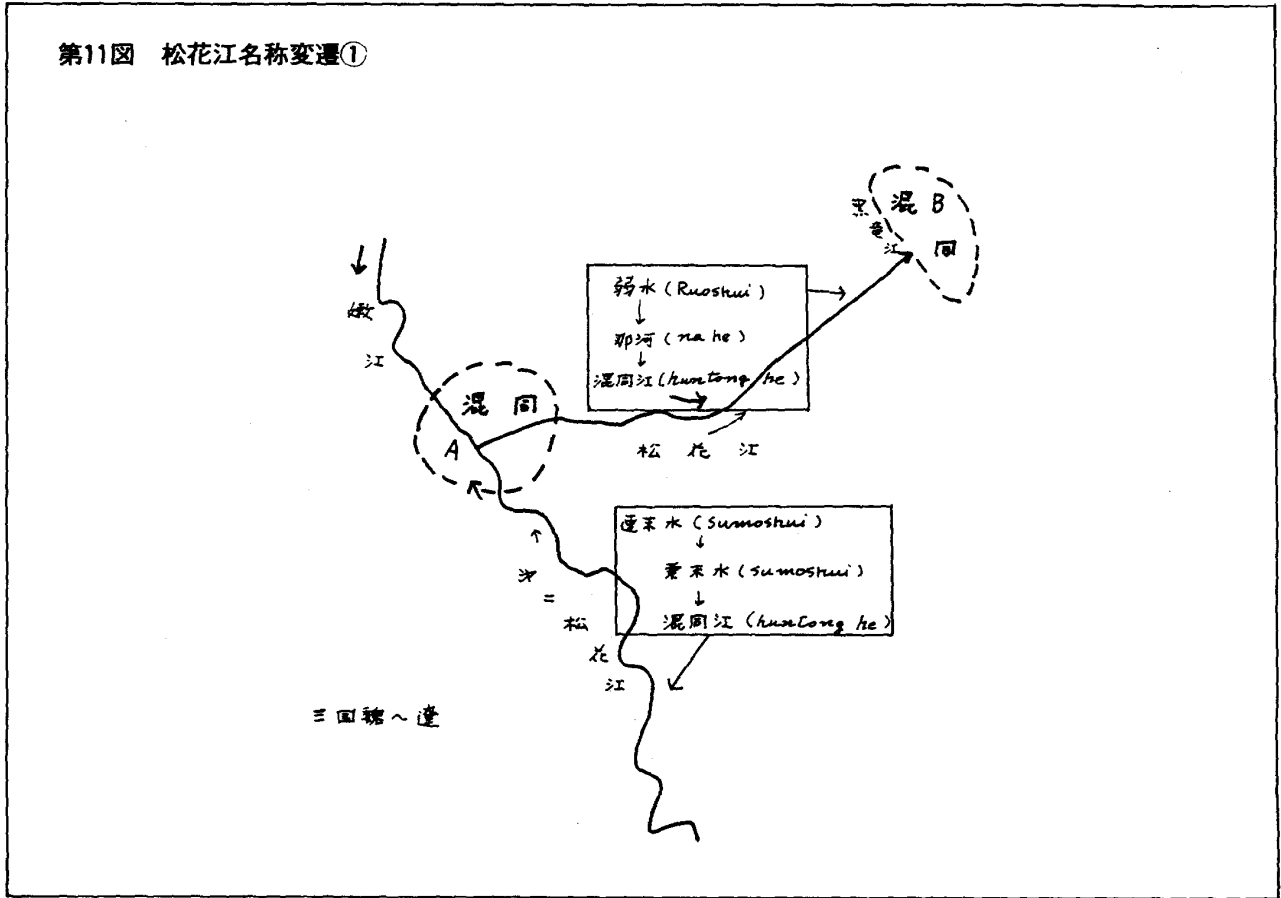 第11図 松花江名称変遷①
混 B
同
黒竜江
嫩江
弱水 (Ruoshui)
↓
那河 (na he)
↓
混同江 (huntong he)
混 同
A
松 花 江
速末水 (sumoshui)
↓
粟末水 (sumoshui)
↓
混同江 (huntong he)
二松花江
三国魏～遼